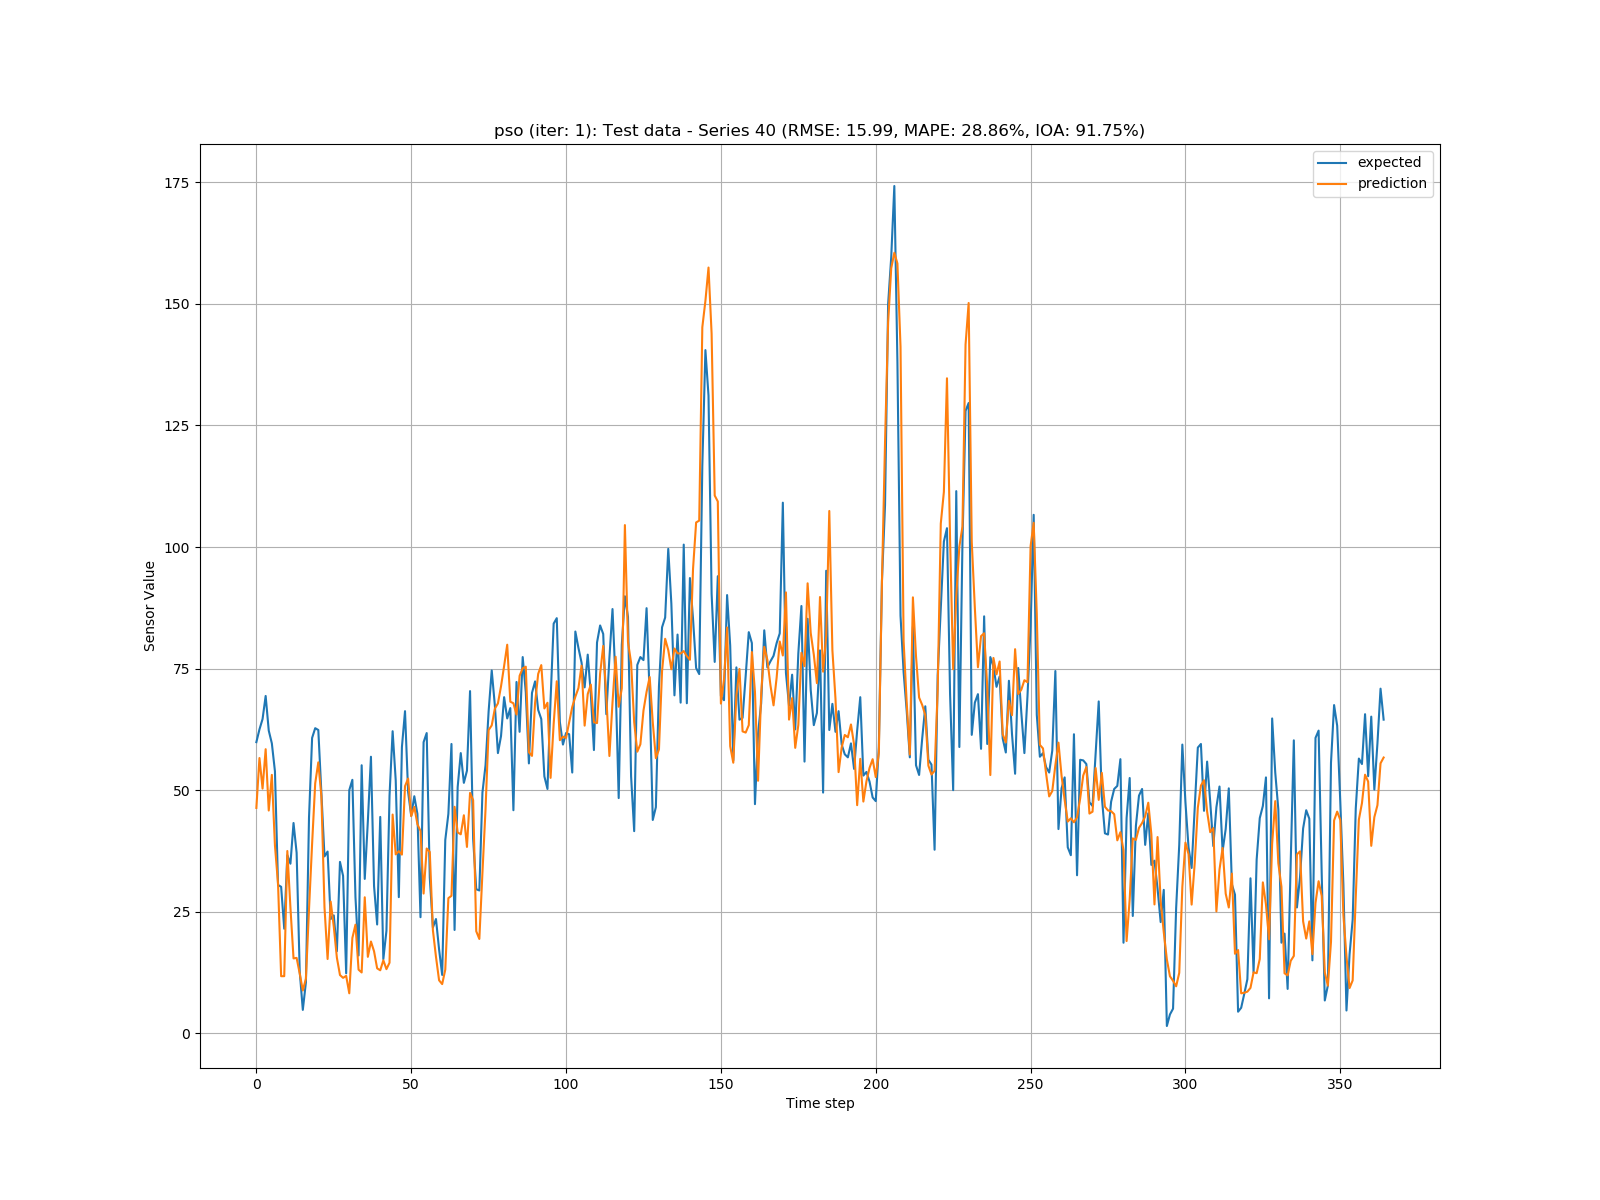 pso (iter: 1): Test data - Series 40 (RMSE: 15.99, MAPE: 28.86%, IOA: 91.75%)
expected
prediction
175
150
125
100
75
50
25
0
Sensor Value
0 50 100 150 200 250 300 350
Time step